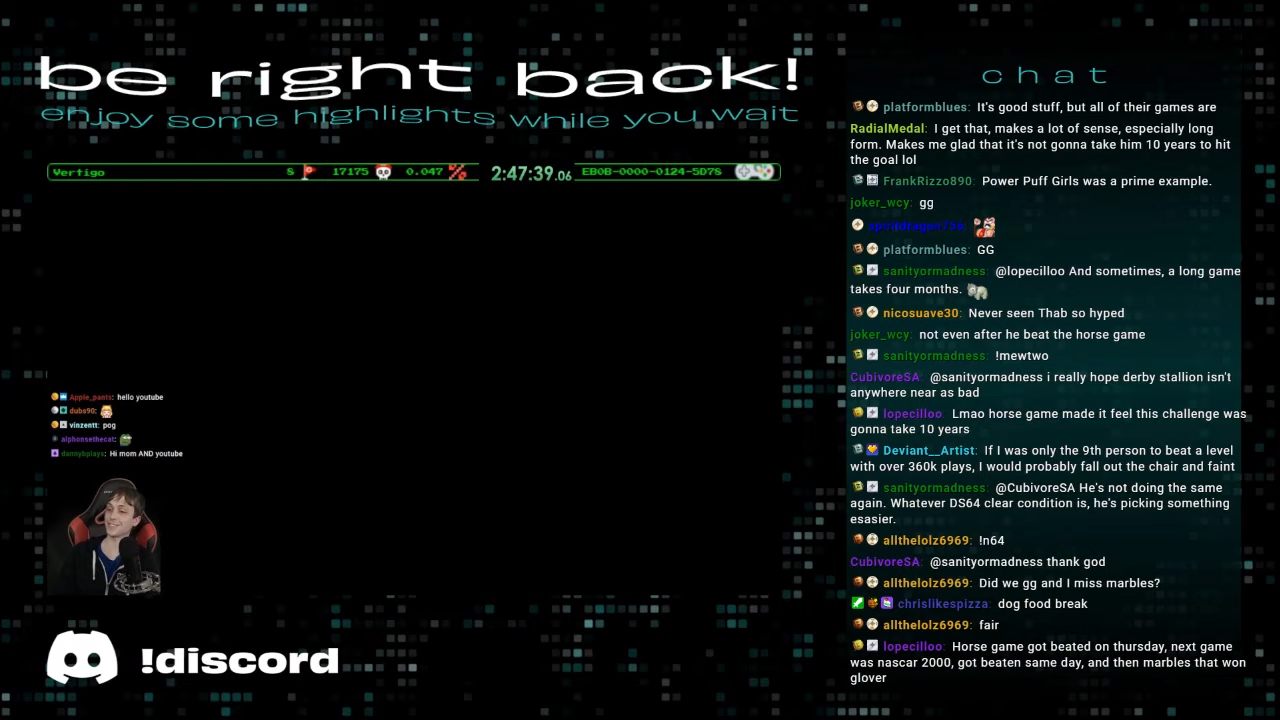 be right back!
enjoy some highlights while you wait
Vertigo 8 17175 0.047 2:47:39.06 EB0B-0000-0124-5D78
Apple_pants: hello youtube
dubs90:
vinzentt: pog
alphonsethecat:
dannybplays: Hi mom AND youtube
!discord
chat
platformblues: It's good stuff, but all of their games are
RadialMedal: I get that, makes a lot of sense, especially long
form. Makes me glad that it's not gonna take him 10 years to hit
the goal lol
FrankRizzo890: Power Puff Girls was a prime example.
joker_wcy: gg
platformblues: GG
sanityormadness: @lopecilloo And sometimes, a long game
takes four months.
nicosuave30: Never seen Thab so hyped
joker_wcy: not even after he beat the horse game
sanityormadness: !mewtwo
CubivoreSA: @sanityormadness i really hope derby stallion isn't
anywhere near as bad
lopecilloo: Lmao horse game made it feel this challenge was
gonna take 10 years
Deviant__Artist: If I was only the 9th person to beat a level
with over 360k plays, I would probably fall out the chair and faint
sanityormadness: @CubivoreSA He's not doing the same
again. Whatever DS64 clear condition is, he's picking something
esasier.
allthelolz6969: !n64
CubivoreSA: @sanityormadness thank god
allthelolz6969: Did we gg and I miss marbles?
chrislikespizza: dog food break
allthelolz6969: fair
lopecilloo: Horse game got beated on thursday, next game
was nascar 2000, got beaten same day, and then marbles that won
glover